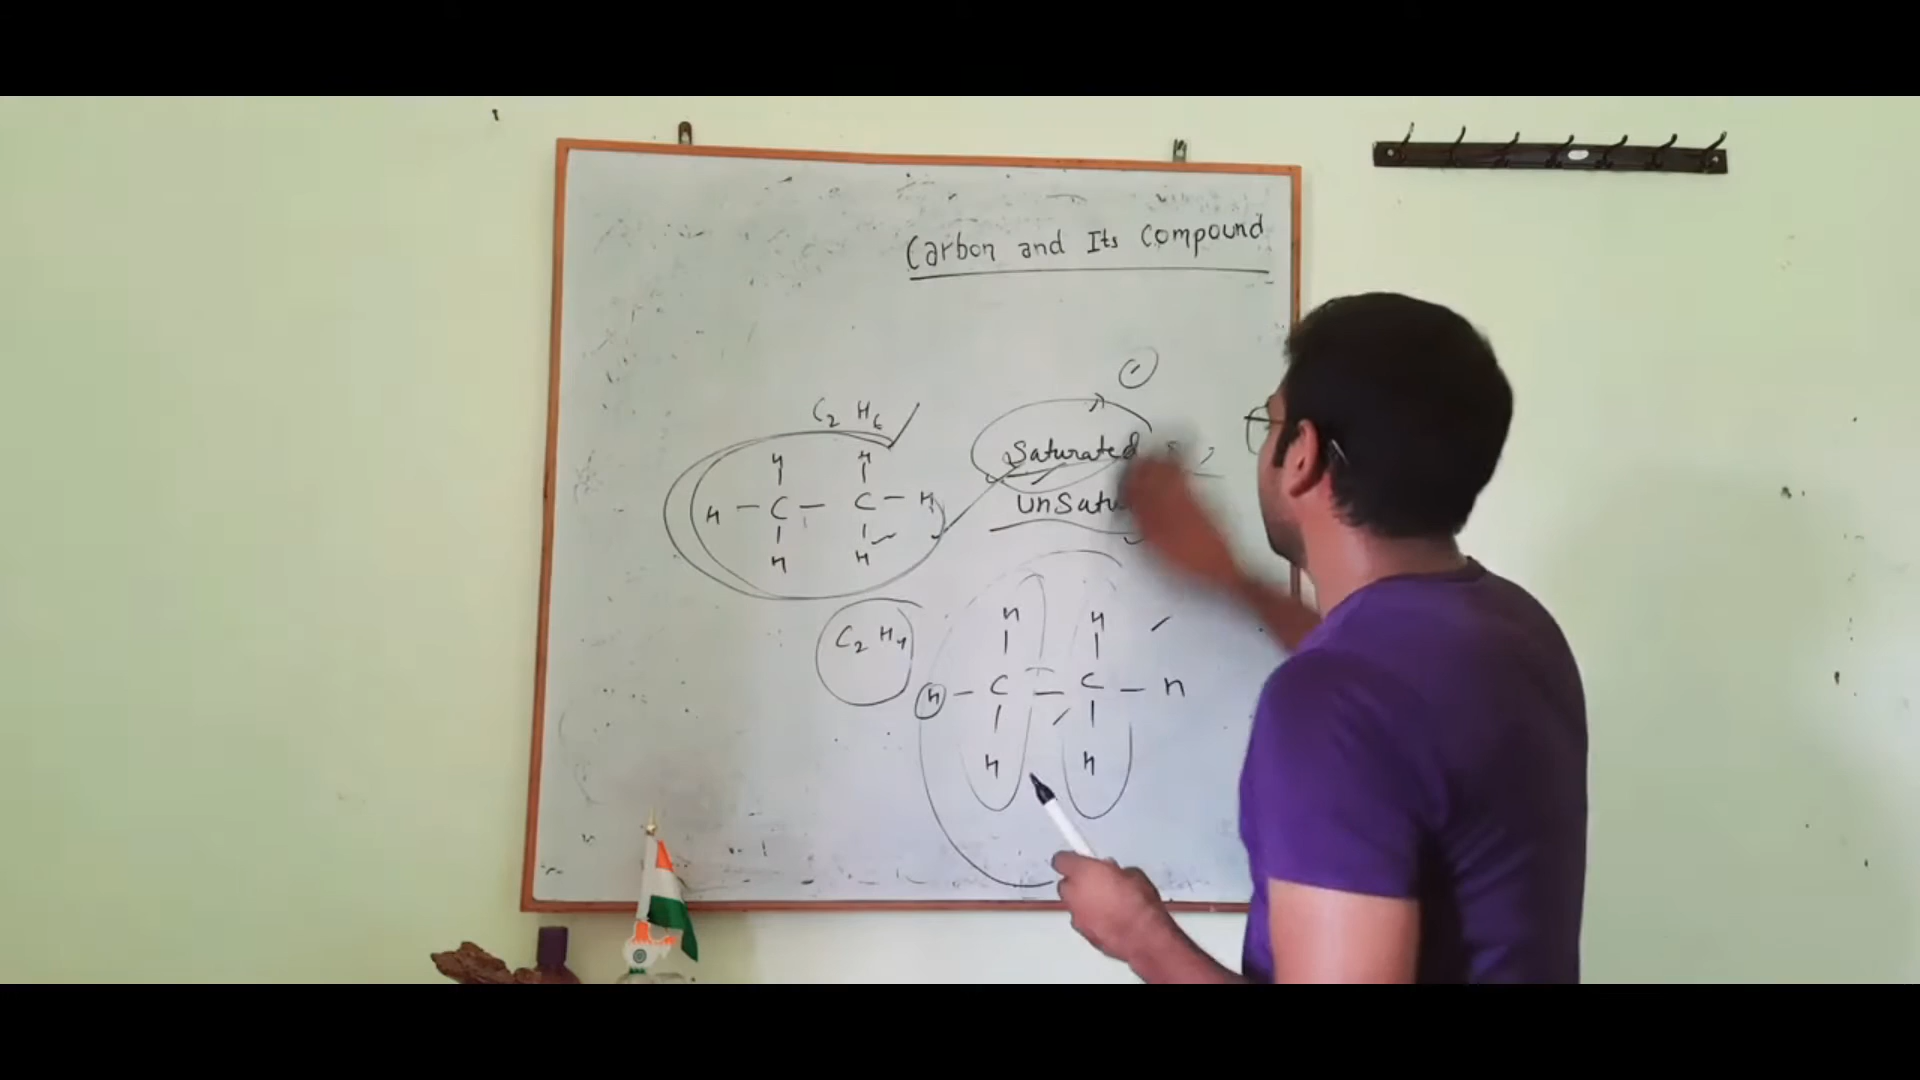 Carbon and Its Compound
C2 H6
H H
H - C - C - H
H H
Saturated
UnSatu
C2 H4
H H
H - C - C - H
H H